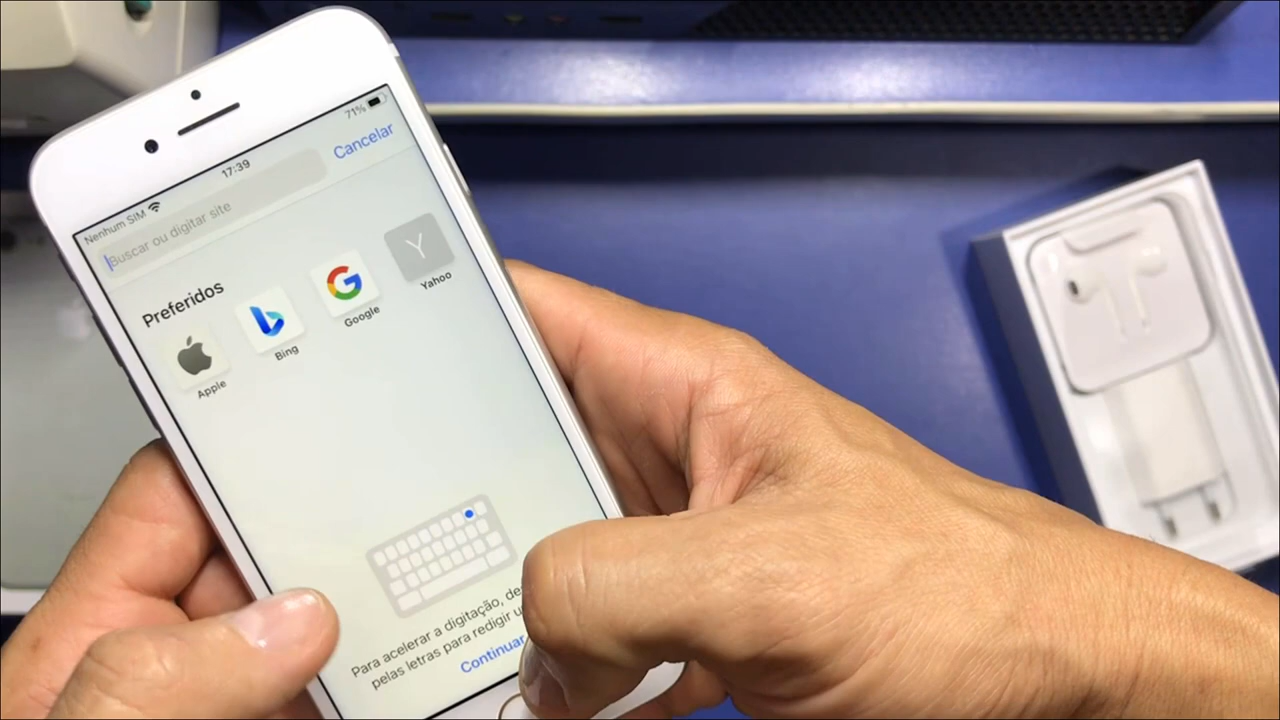 Nenhum SIM 17:39 71%
Buscar ou digitar site Cancelar
Preferidos
Apple Bing Google Yahoo
Y
Para acelerar a digitação,
pelas letras para redigir
Continuar